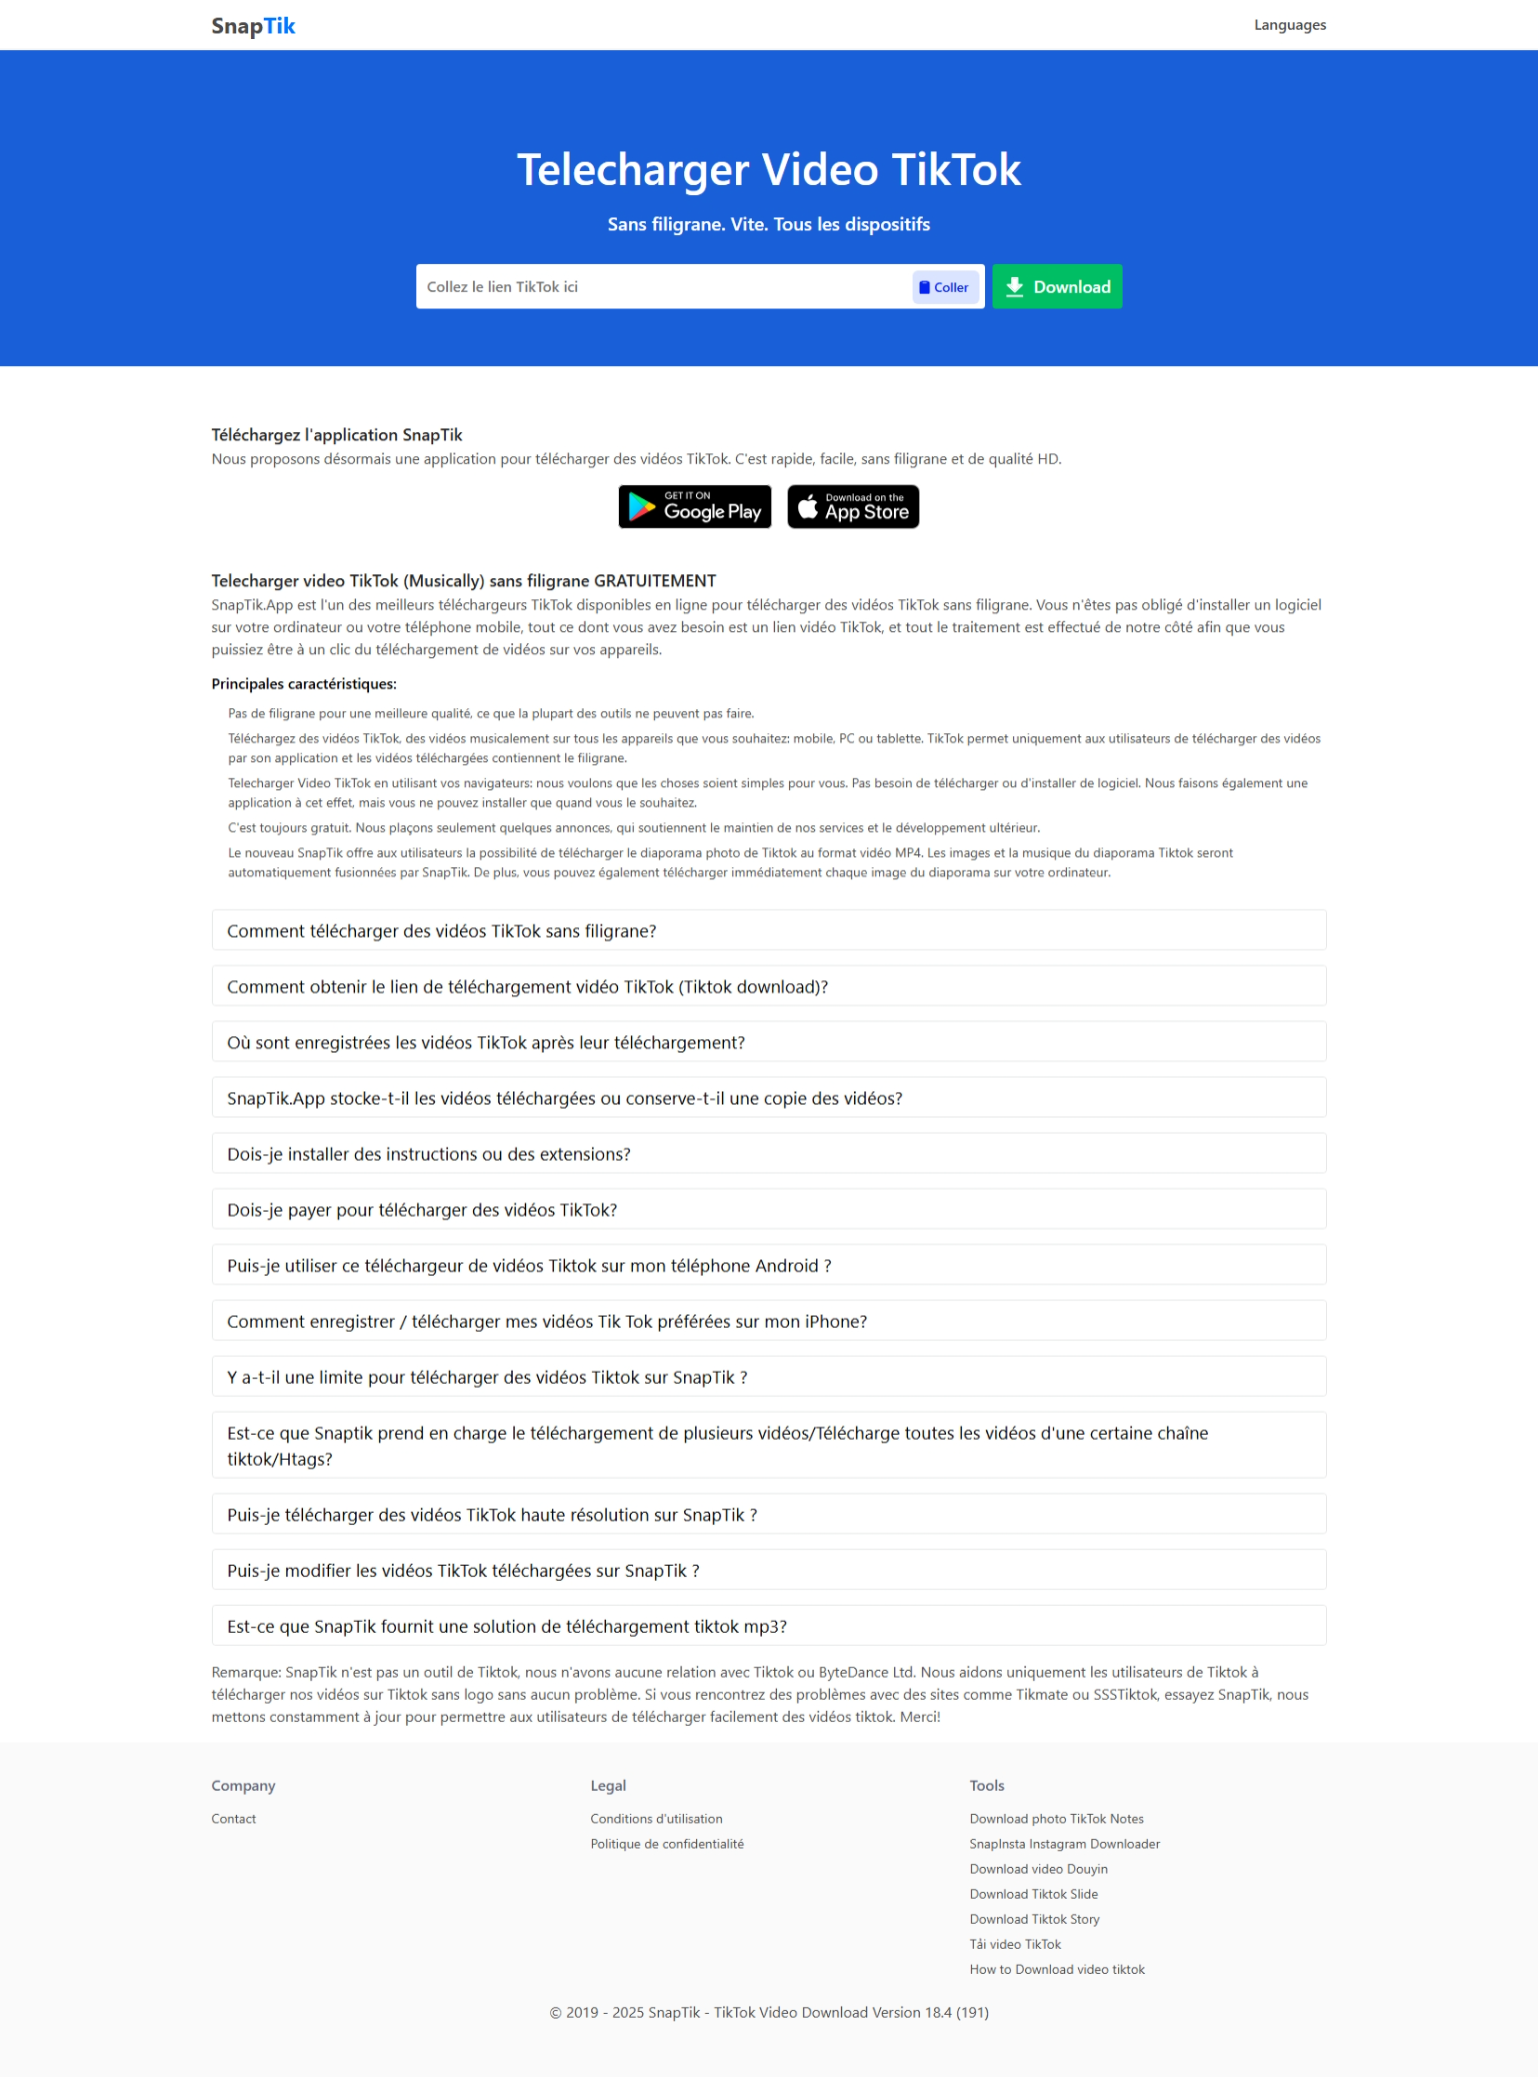 SnapTik
Languages
Telecharger Video TikTok
Sans filigrane. Vite. Tous les dispositifs
Collez le lien TikTok ici
Coller
Download
Téléchargez l'application SnapTik
Nous proposons désormais une application pour télécharger des vidéos TikTok. C'est rapide, facile, sans filigrane et de qualité HD.
GET IT ON
Google Play
Download on the
App Store
Telecharger video TikTok (Musically) sans filigrane GRATUITEMENT
SnapTik.App est l'un des meilleurs téléchargeurs TikTok disponibles en ligne pour télécharger des vidéos TikTok sans filigrane. Vous n'êtes pas obligé d'installer un logiciel
sur votre ordinateur ou votre téléphone mobile, tout ce dont vous avez besoin est un lien vidéo TikTok, et tout le traitement est effectué de notre côté afin que vous
puissiez être à un clic du téléchargement de vidéos sur vos appareils.
Principales caractéristiques:
Pas de filigrane pour une meilleure qualité, ce que la plupart des outils ne peuvent pas faire.
Téléchargez des vidéos TikTok, des vidéos musicalement sur tous les appareils que vous souhaitez: mobile, PC ou tablette. TikTok permet uniquement aux utilisateurs de télécharger des vidéos
par son application et les vidéos téléchargées contiennent le filigrane.
Telecharger Video TikTok en utilisant vos navigateurs: nous voulons que les choses soient simples pour vous. Pas besoin de télécharger ou d'installer de logiciel. Nous faisons également une
application à cet effet, mais vous ne pouvez installer que quand vous le souhaitez.
C'est toujours gratuit. Nous plaçons seulement quelques annonces, qui soutiennent le maintien de nos services et le développement ultérieur.
Le nouveau SnapTik offre aux utilisateurs la possibilité de télécharger le diaporama photo de Tiktok au format vidéo MP4. Les images et la musique du diaporama Tiktok seront
automatiquement fusionnées par SnapTik. De plus, vous pouvez également télécharger immédiatement chaque image du diaporama sur votre ordinateur.
Comment télécharger des vidéos TikTok sans filigrane?
Comment obtenir le lien de téléchargement vidéo TikTok (Tiktok download)?
Où sont enregistrées les vidéos TikTok après leur téléchargement?
SnapTik.App stocke-t-il les vidéos téléchargées ou conserve-t-il une copie des vidéos?
Dois-je installer des instructions ou des extensions?
Dois-je payer pour télécharger des vidéos TikTok?
Puis-je utiliser ce téléchargeur de vidéos Tiktok sur mon téléphone Android ?
Comment enregistrer / télécharger mes vidéos Tik Tok préférées sur mon iPhone?
Y a-t-il une limite pour télécharger des vidéos Tiktok sur SnapTik ?
Est-ce que Snaptik prend en charge le téléchargement de plusieurs vidéos/Télécharge toutes les vidéos d'une certaine chaîne
tiktok/Htags?
Puis-je télécharger des vidéos TikTok haute résolution sur SnapTik ?
Puis-je modifier les vidéos TikTok téléchargées sur SnapTik ?
Est-ce que SnapTik fournit une solution de téléchargement tiktok mp3?
Remarque: SnapTik n'est pas un outil de Tiktok, nous n'avons aucune relation avec Tiktok ou ByteDance Ltd. Nous aidons uniquement les utilisateurs de Tiktok à
télécharger nos vidéos sur Tiktok sans logo sans aucun problème. Si vous rencontrez des problèmes avec des sites comme Tikmate ou SSSTiktok, essayez SnapTik, nous
mettons constamment à jour pour permettre aux utilisateurs de télécharger facilement des vidéos tiktok. Merci!
Company
Contact
Legal
Conditions d'utilisation
Politique de confidentialité
Tools
Download photo TikTok Notes
SnapInsta Instagram Downloader
Download video Douyin
Download Tiktok Slide
Download Tiktok Story
Tải video TikTok
How to Download video tiktok
© 2019 - 2025 SnapTik - TikTok Video Download Version 18.4 (191)